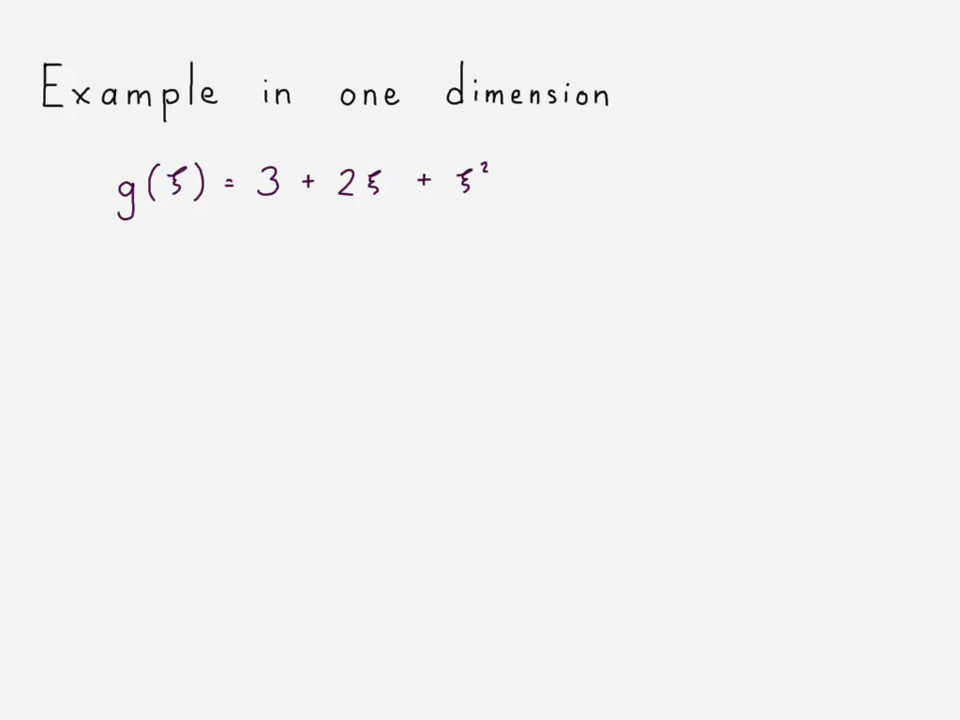 Example in one dimension
g(ξ) = 3 + 2ξ + ξ²